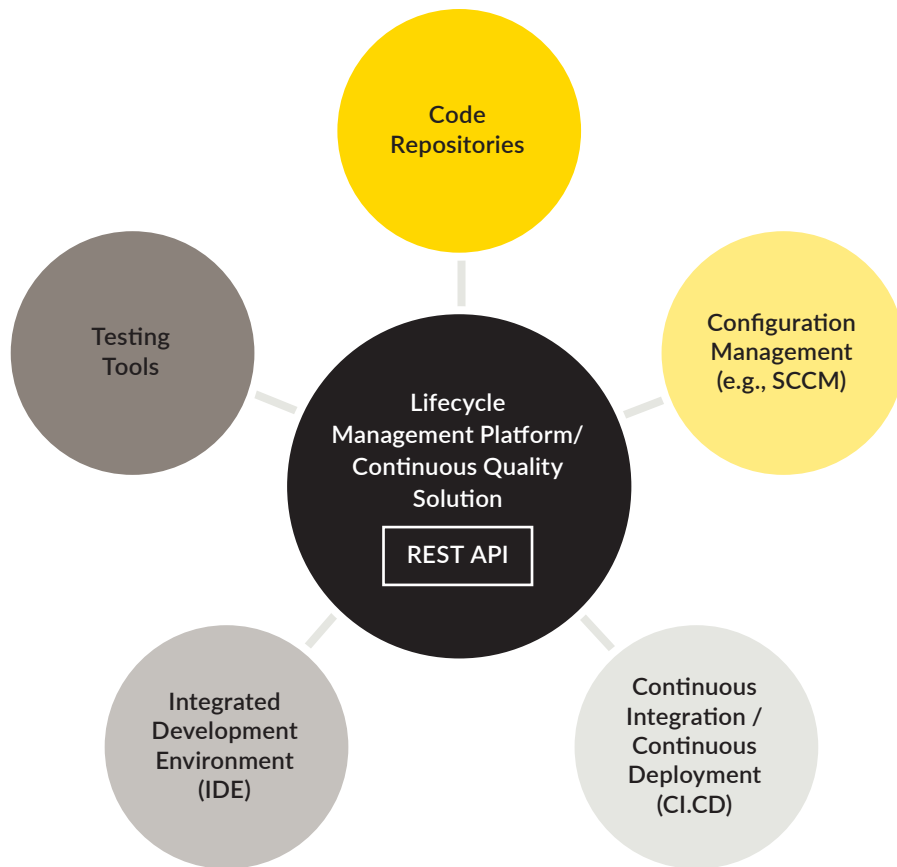 Code
Repositories
Testing
Tools
Configuration
Management
(e.g., SCCM)
Lifecycle
Management Platform/
Continuous Quality
Solution
REST API
Integrated
Development
Environment
(IDE)
Continuous
Integration /
Continuous
Deployment
(CI.CD)